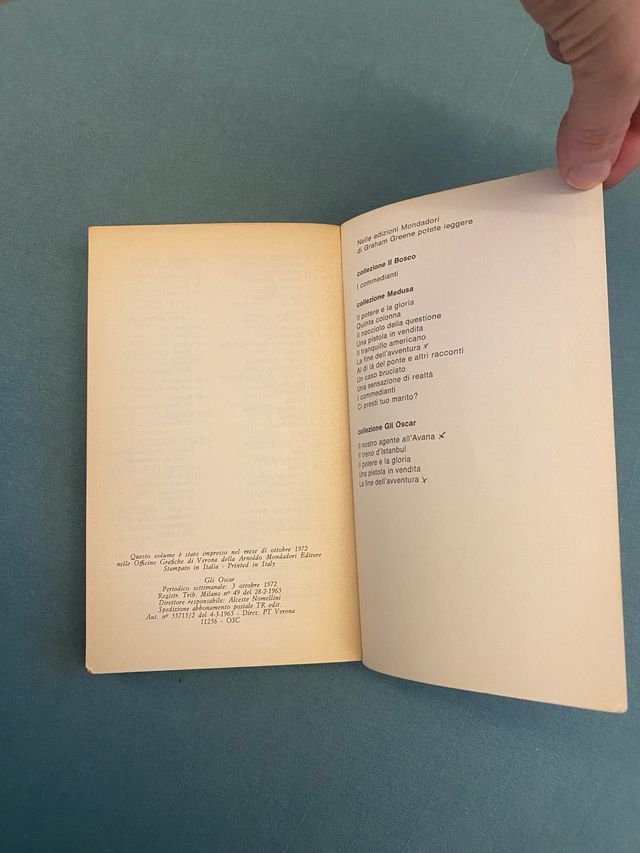 Questo volume è stato impresso nel mese di ottobre 1972
nelle Officine Grafiche di Verona della Arnoldo Mondadori Editore
Stampato in Italia - Printed in Italy
Gli Oscar
Periodico settimanale: 3 ottobre 1972
Registr. Trib. Milano n° 49 del 28-2-1965
Direttore responsabile: Alceste Nomellini
Spedizione abbonamento postale TR edit.
Aut. n° 55715/2 del 4-3-1965 - Direz. PT Verona
11256 - OSC
Nelle edizioni Mondadori
di Graham Greene potete leggere
collezione Il Bosco
I commedianti
collezione Medusa
Il potere e la gloria
Quinta colonna
Il nocciolo della questione
Una pistola in vendita
Il tranquillo americano
La fine dell'avventura x
Al di là del ponte e altri racconti
Un caso bruciato
Una sensazione di realtà
I commedianti
Ci presti tuo marito?
collezione Gli Oscar
Il nostro agente all'Avana x
Il treno d'Istanbul
Il potere e la gloria
Una pistola in vendita
La fine dell'avventura x